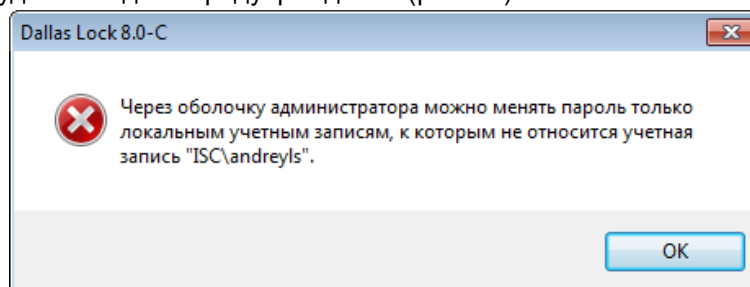 Dallas Lock 8.0-C
Через оболочку администратора можно менять пароль только
локальным учетным записям, к которым не относится учетная
запись "ISC\andreyls".
OK